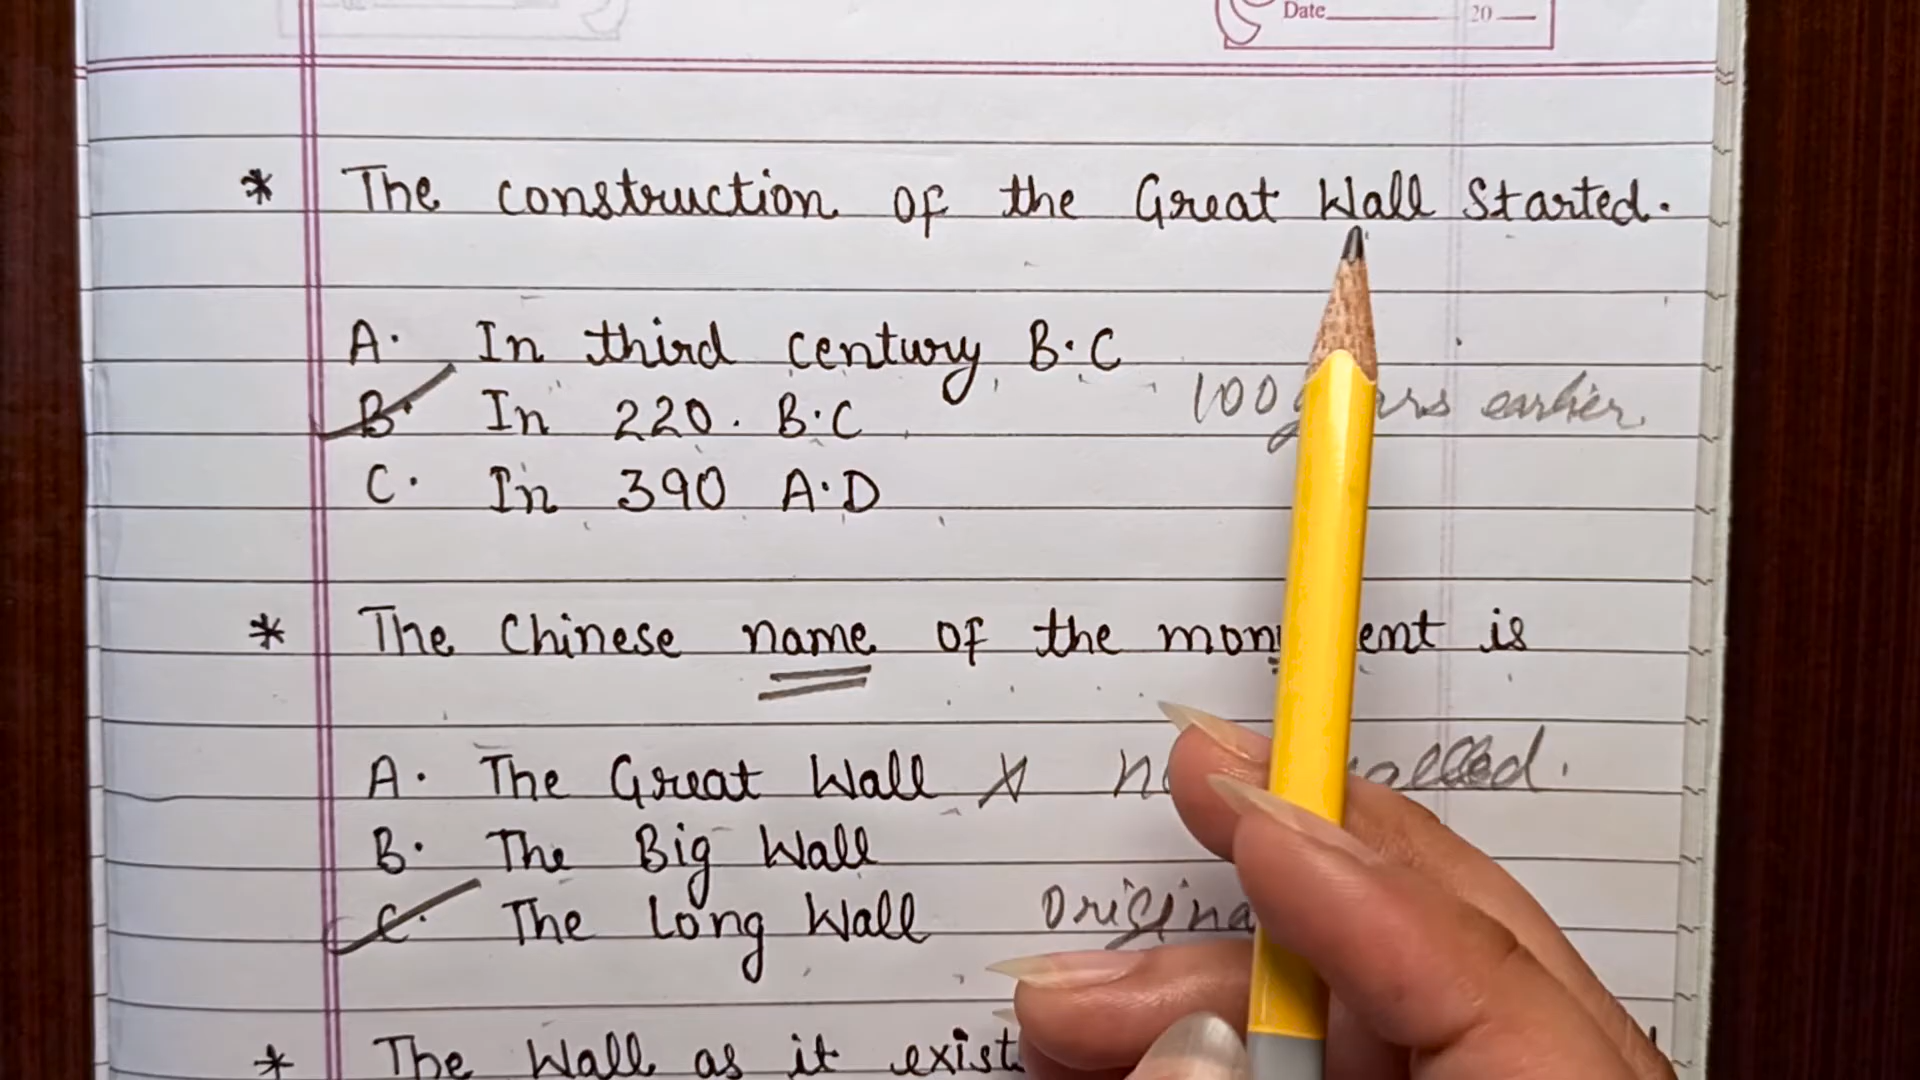 Date 20
* The construction of the Great Wall Started.
A. In third century B.C
B. In 220. B.C 100 earlier
C. In 390 A.D
* The Chinese name of the is
A. The Great Wall
B. The Big Wall
C. The Long Wall
* The Wall as it